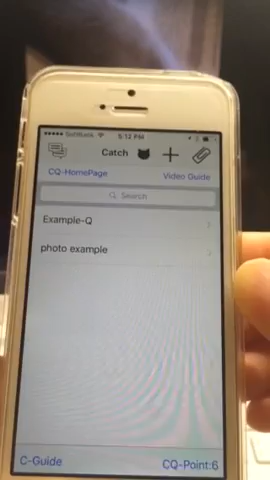 SoftBank 5:12 PM
Catch
CQ-HomePage Video Guide
Search
Example-Q
photo example
C-Guide CQ-Point:6